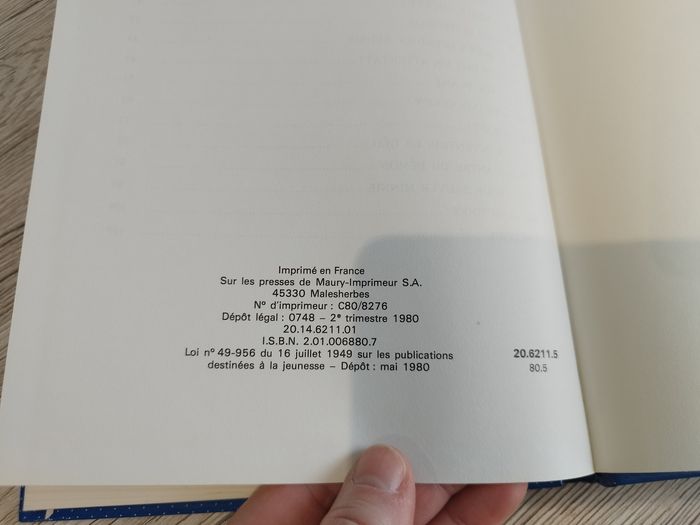 Imprimé en France
Sur les presses de Maury-Imprimeur S.A.
45330 Malesherbes
N° d'imprimeur : C80/8276
Dépôt légal : 0748 – 2e trimestre 1980
20.14.6211.01
I.S.B.N. 2.01.006880.7
Loi n° 49-956 du 16 juillet 1949 sur les publications
destinées à la jeunesse – Dépôt : mai 1980
20.6211.5
80.5